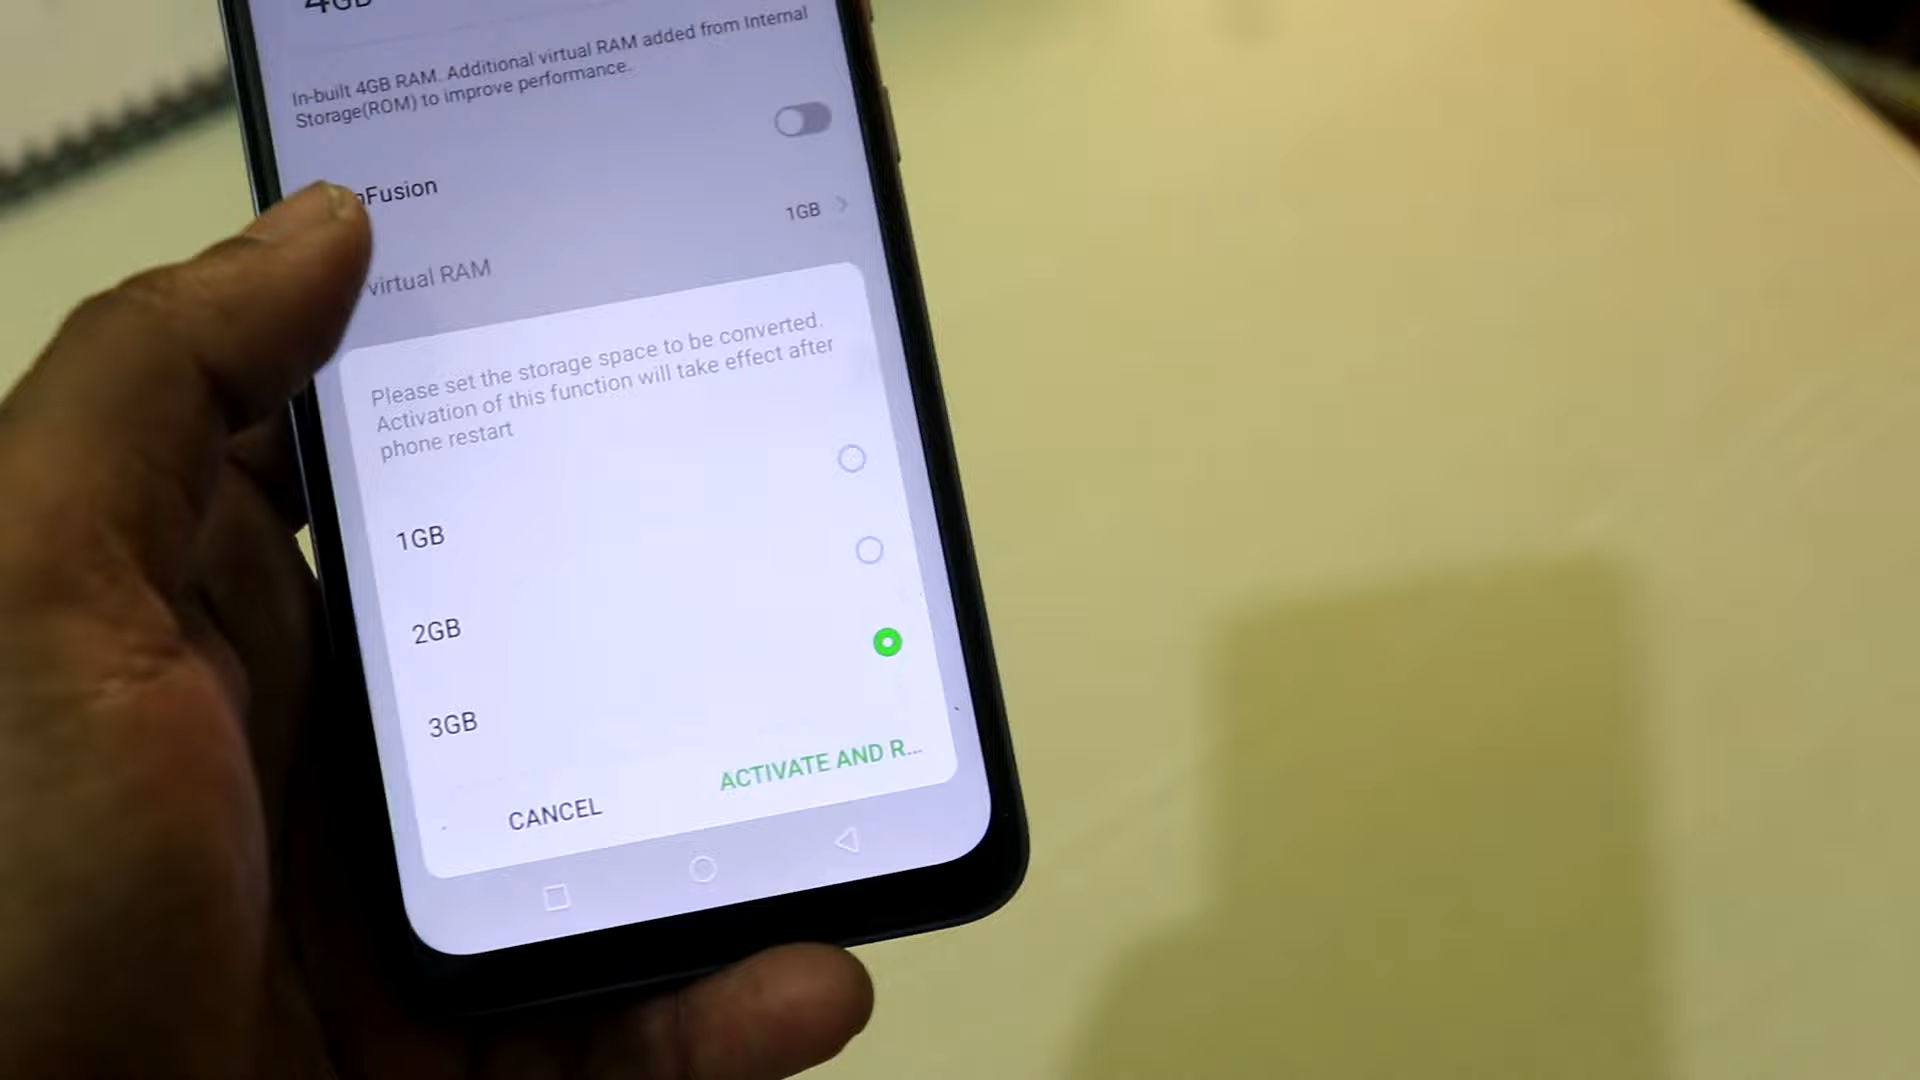 4GB
In-built 4GB RAM. Additional virtual RAM added from Internal
Storage(ROM) to improve performance.
Fusion
1GB
virtual RAM
Please set the storage space to be converted.
Activation of this function will take effect after
phone restart
1GB
2GB
3GB
CANCEL
ACTIVATE AND R...